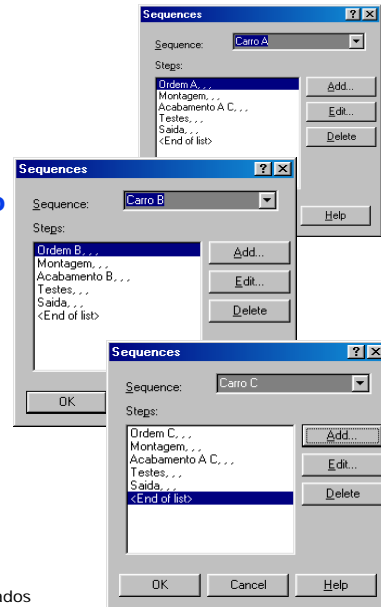 Sequences
Sequence: Carro A
Steps:
Ordem A, , ,
Montagem, , ,
Acabamento A C, , ,
Testes, , ,
Saida, , ,
<End of list>
Add...
Edit...
Delete
Help
Sequences
Sequence: Carro B
Steps:
Ordem B, , ,
Montagem, , ,
Acabamento B, , ,
Testes, , ,
Saida, , ,
<End of list>
Add...
Edit...
Delete
OK
Sequences
Sequence: Carro C
Steps:
Ordem C, , ,
Montagem, , ,
Acabamento A C, , ,
Testes, , ,
Saida, , ,
<End of list>
Add...
Edit...
Delete
OK Cancel Help